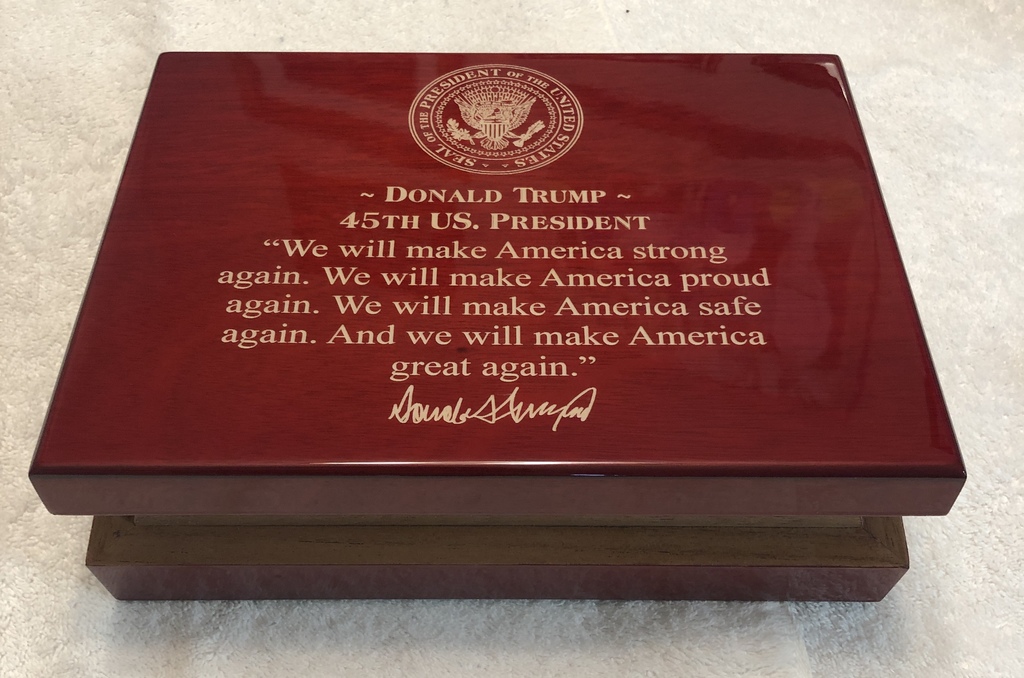 SEAL OF THE PRESIDENT OF THE UNITED STATES
~ DONALD TRUMP ~
45TH US. PRESIDENT
“We will make America strong
again. We will make America proud
again. We will make America safe
again. And we will make America
great again.”
Donald Trump